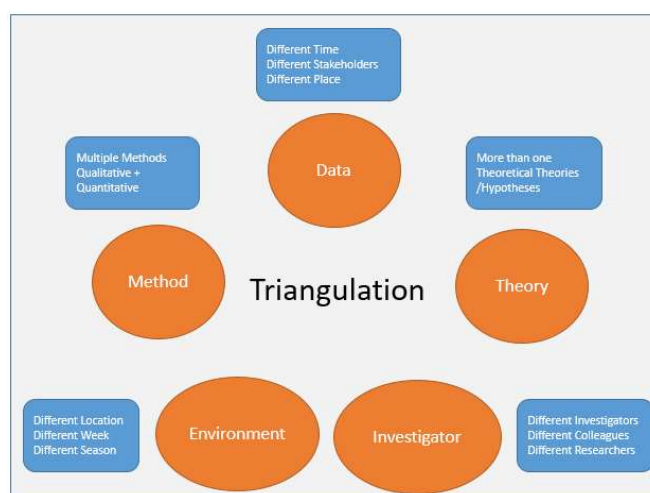 Different Time
Different Stakeholders
Different Place
Data
Multiple Methods
Qualitative +
Quantitative
More than one
Theoretical Theories
/Hypotheses
Method
Triangulation
Theory
Different Location
Different Week
Different Season
Environment
Investigator
Different Investigators
Different Colleagues
Different Researchers